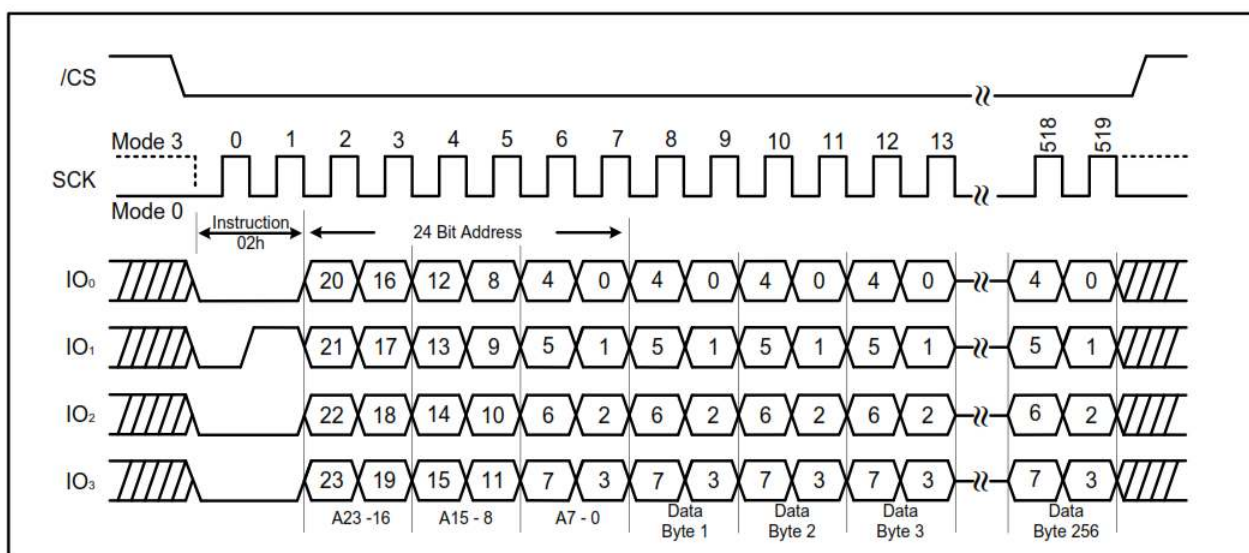 /CS
Mode 3 0 1 2 3 4 5 6 7 8 9 10 11 12 13 518 519
SCK
Mode 0
Instruction 02h 24 Bit Address
IO₀ 20 16 12 8 4 0 4 0 4 0 4 0 4 0
IO₁ 21 17 13 9 5 1 5 1 5 1 5 1 5 1
IO₂ 22 18 14 10 6 2 6 2 6 2 6 2 6 2
IO₃ 23 19 15 11 7 3 7 3 7 3 7 3 7 3
A23 -16 A15 - 8 A7 - 0 Data Byte 1 Data Byte 2 Data Byte 3 Data Byte 256